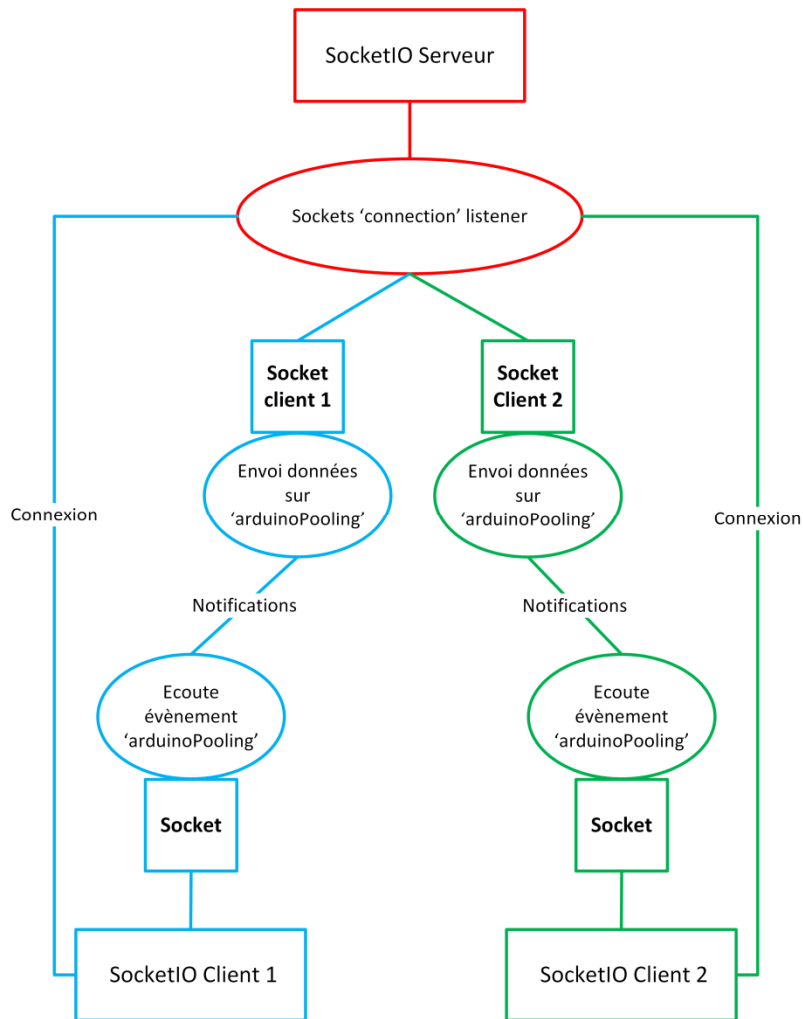 SocketIO Serveur
Sockets ‘connection’ listener
Socket
client 1
Socket
Client 2
Envoi données
sur
‘arduinoPooling’
Envoi données
sur
‘arduinoPooling’
Connexion
Connexion
Notifications
Notifications
Ecoute
évènement
‘arduinoPooling’
Ecoute
évènement
‘arduinoPooling’
Socket
Socket
SocketIO Client 1
SocketIO Client 2